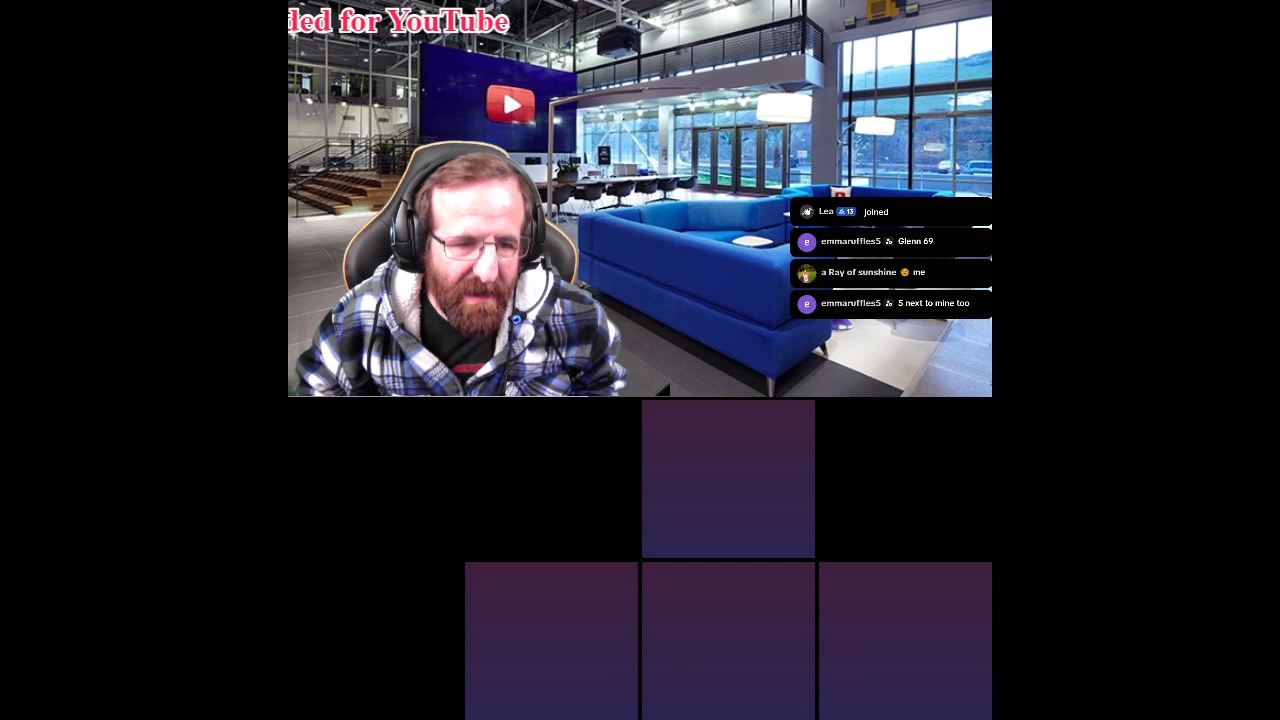 ded for YouTube
Lea 13 joined
emmaruffles5 Glenn 69
a Ray of sunshine me
emmaruffles5 5 next to mine too